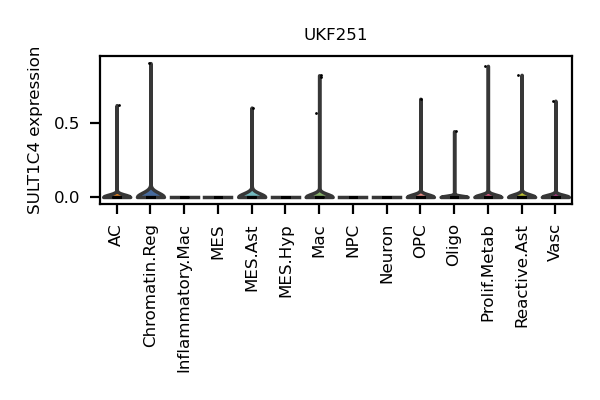 UKF251
SULT1C4 expression
0.5
0.0
AC
Chromatin.Reg
Inflammatory.Mac
MES
MES.Ast
MES.Hyp
Mac
NPC
Neuron
OPC
Oligo
Prolif.Metab
Reactive.Ast
Vasc